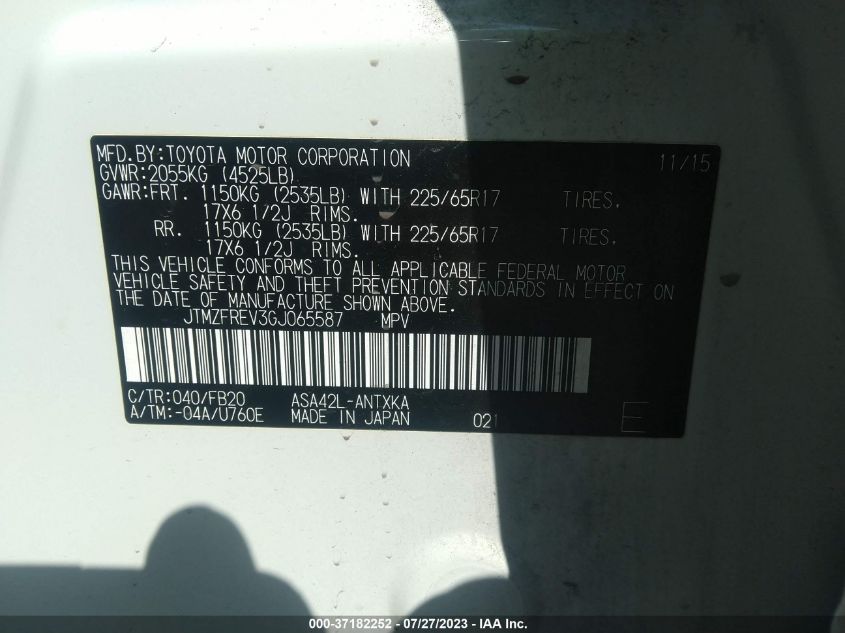 MFD.BY:TOYOTA MOTOR CORPORATION 11/15
GVWR:2055KG (4525LB)
GAWR:FRT. 1150KG (2535LB) WITH 225/65R17 TIRES.
17X6 1/2J RIMS.
RR. 1150KG (2535LB) WITH 225/65R17 TIRES.
17X6 1/2J RIMS.
THIS VEHICLE CONFORMS TO ALL APPLICABLE FEDERAL MOTOR
VEHICLE SAFETY AND THEFT PREVENTION STANDARDS IN EFFECT ON
THE DATE OF MANUFACTURE SHOWN ABOVE.
JTMZFREV3GJ065587 MPV
C/TR:040/FB20 ASA42L-ANTXKA
A/TM:-04A/U760E MADE IN JAPAN 021 E
000-37182252 - 07/27/2023 - IAA Inc.